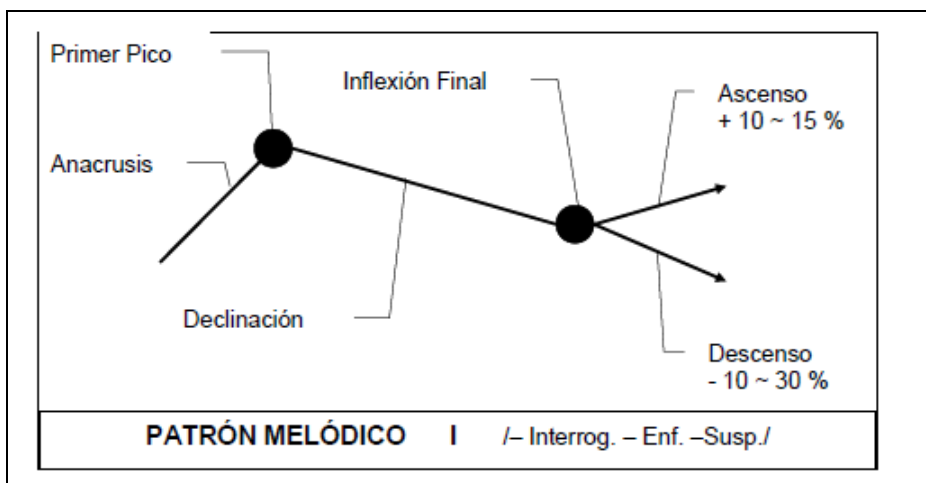 Primer Pico
Inflexión Final
Ascenso
+ 10 ~ 15 %
Anacrusis
Declinación
Descenso
- 10 ~ 30 %
PATRÓN MELÓDICO I /– Interrog. – Enf. –Susp./